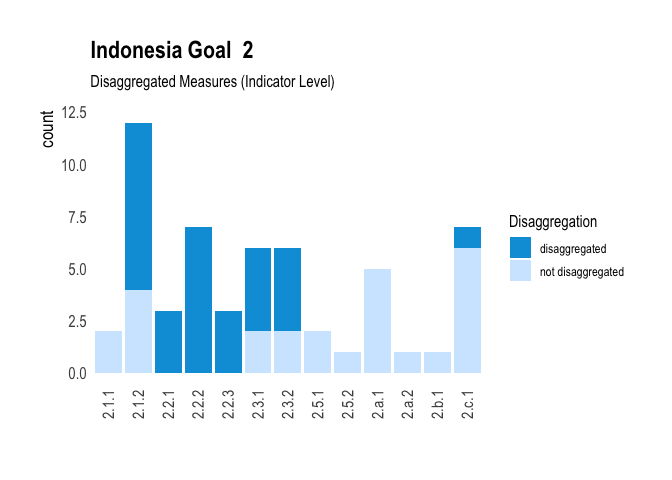 Indonesia Goal  2
Disaggregated Measures (Indicator Level)
count
12.5
10.0
7.5
5.0
2.5
0.0
2.1.1
2.1.2
2.2.1
2.2.2
2.2.3
2.3.1
2.3.2
2.5.1
2.5.2
2.a.1
2.a.2
2.b.1
2.c.1
Disaggregation
disaggregated
not disaggregated